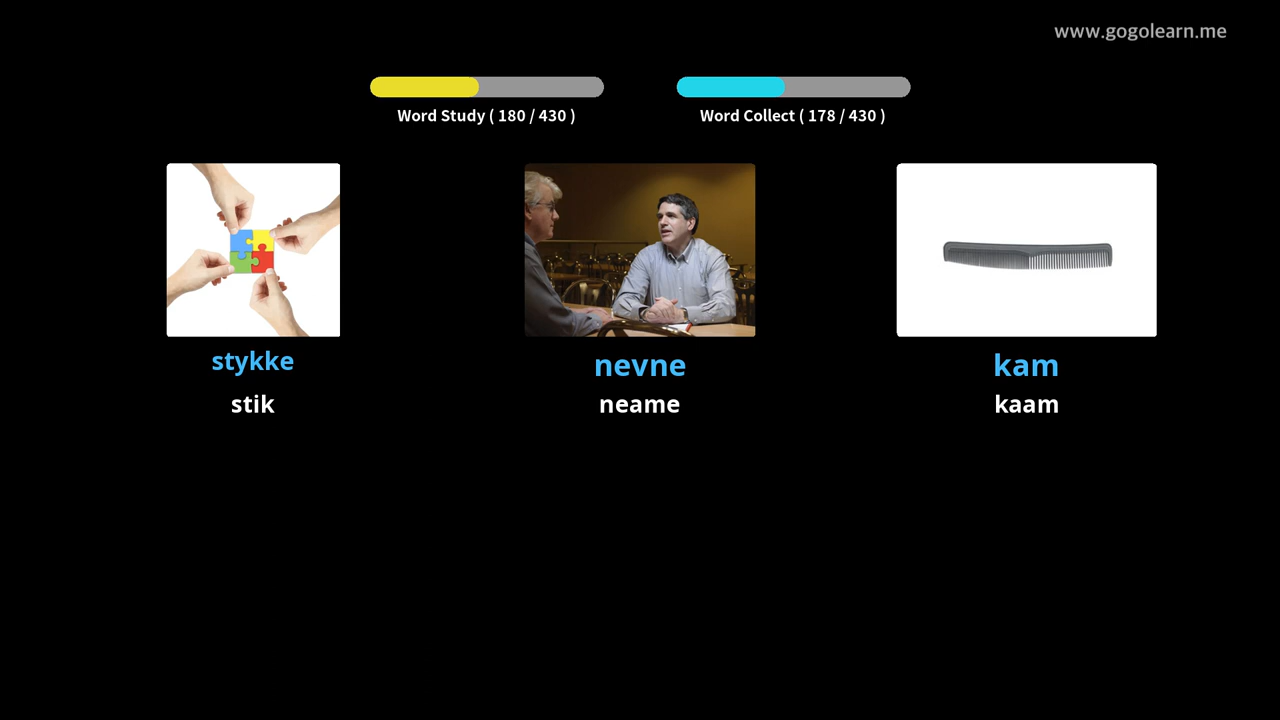 www.gogolearn.me
Word Study ( 180 / 430 )
Word Collect ( 178 / 430 )
stykke
nevne
kam
stik
neame
kaam